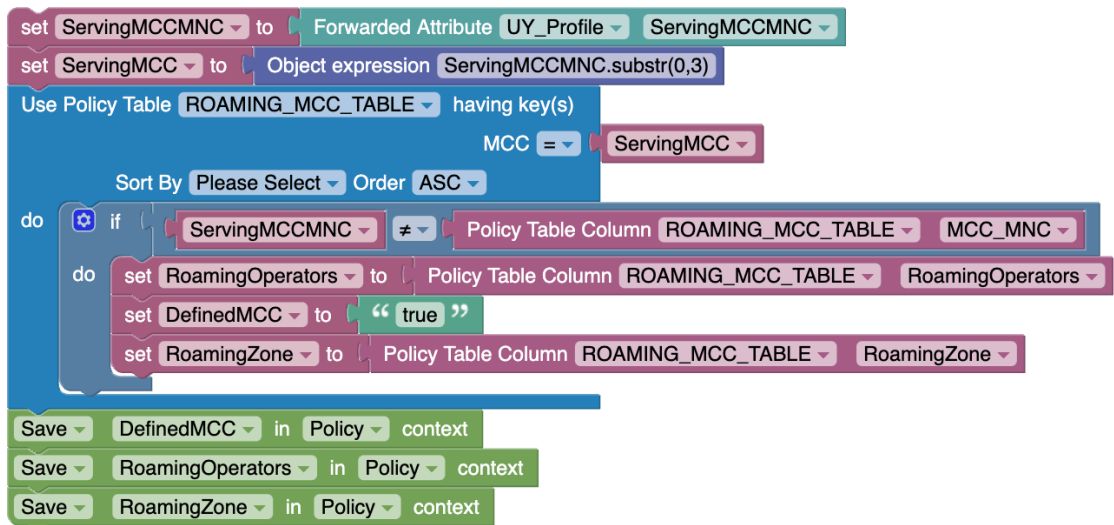 set ServingMCCMNC to Forwarded Attribute UY_Profile ServingMCCMNC
set ServingMCC to Object expression ServingMCCMNC.substr(0,3)
Use Policy Table ROAMING_MCC_TABLE having key(s)
MCC = ServingMCC
Sort By Please Select Order ASC
do if ServingMCCMNC ≠ Policy Table Column ROAMING_MCC_TABLE MCC_MNC
do set RoamingOperators to Policy Table Column ROAMING_MCC_TABLE RoamingOperators
set DefinedMCC to “ true ”
set RoamingZone to Policy Table Column ROAMING_MCC_TABLE RoamingZone
Save DefinedMCC in Policy context
Save RoamingOperators in Policy context
Save RoamingZone in Policy context